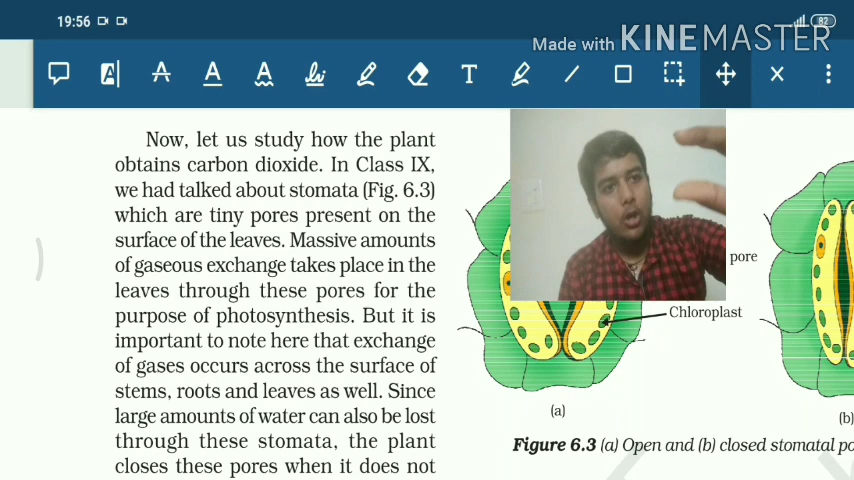 19:56
82
Made with KINEMASTER
Now, let us study how the plant
obtains carbon dioxide. In Class IX,
we had talked about stomata (Fig. 6.3)
which are tiny pores present on the
surface of the leaves. Massive amounts
of gaseous exchange takes place in the
leaves through these pores for the
purpose of photosynthesis. But it is
important to note here that exchange
of gases occurs across the surface of
stems, roots and leaves as well. Since
large amounts of water can also be lost
through these stomata, the plant
closes these pores when it does not
pore
Chloroplast
(a)
(b)
Figure 6.3 (a) Open and (b) closed stomatal po